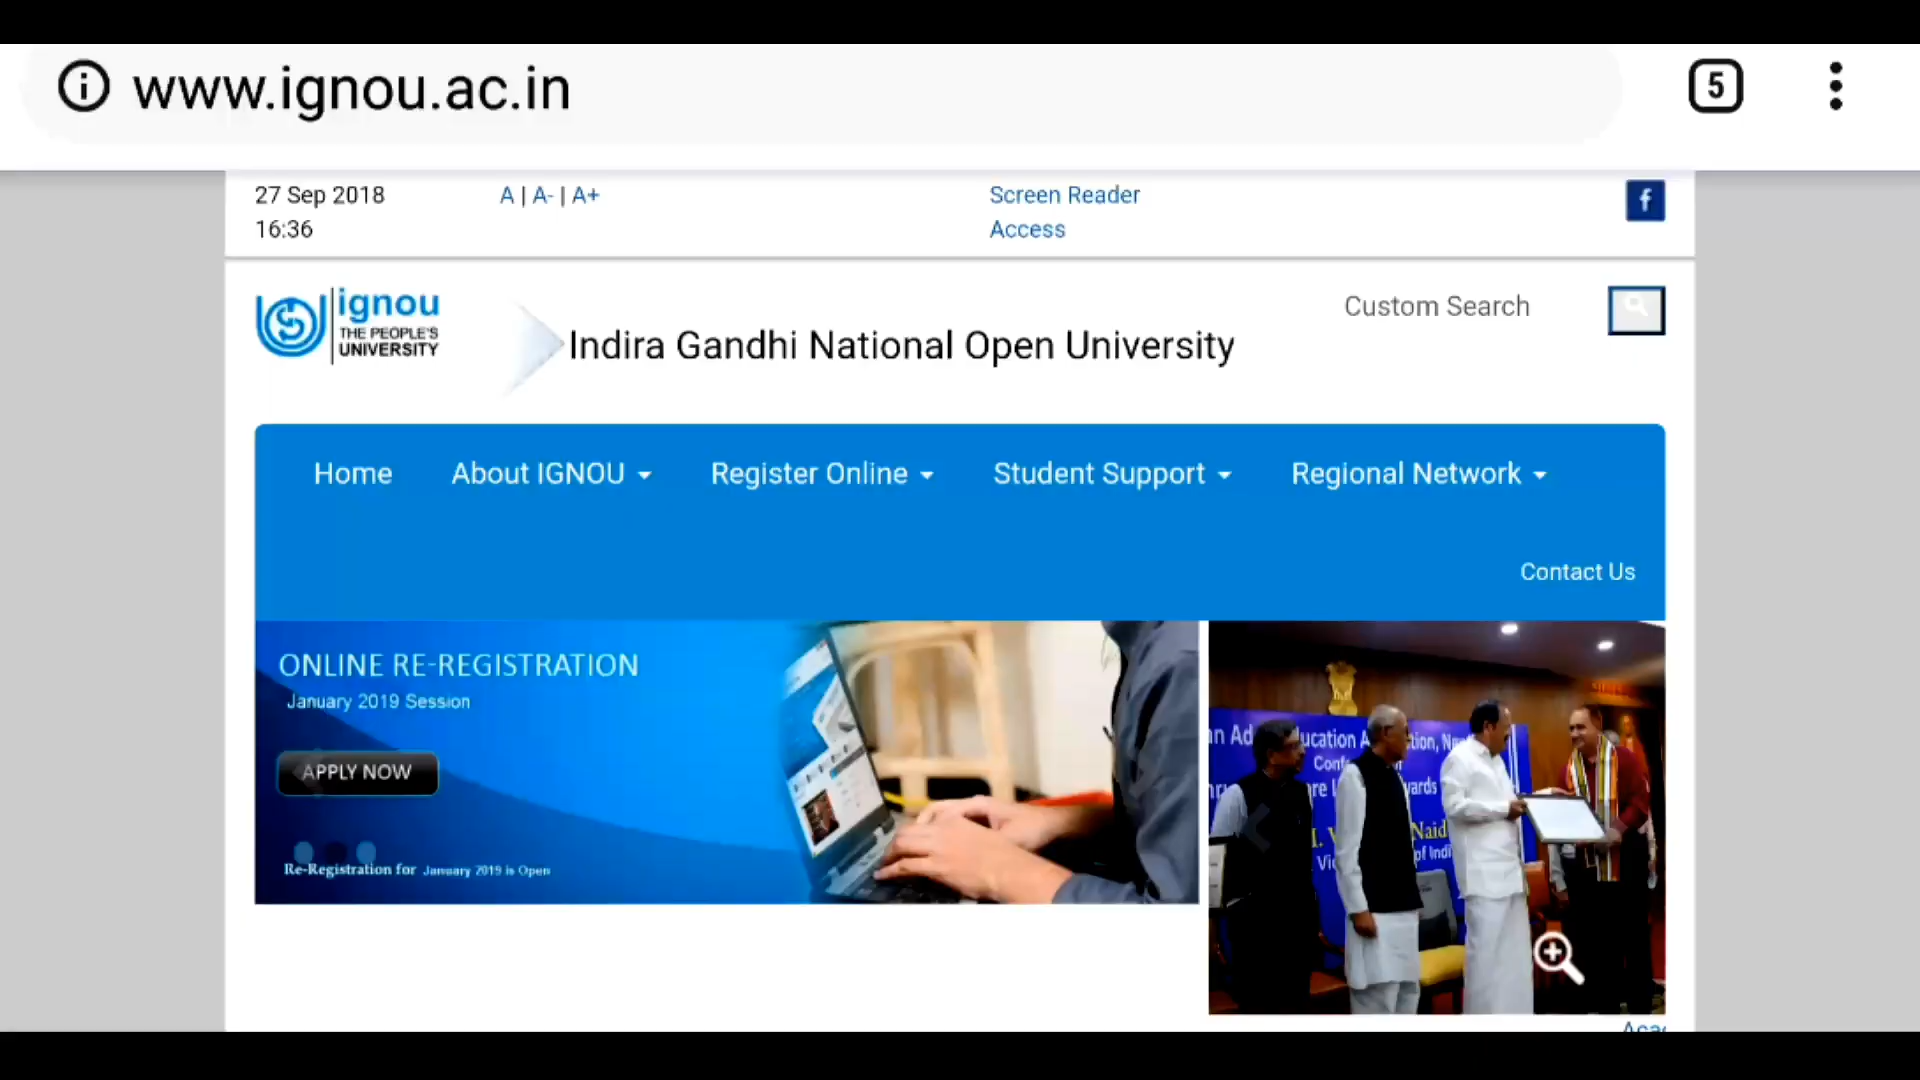 www.ignou.ac.in
5
27 Sep 2018
16:36
A | A- | A+
Screen Reader
Access
f
ignou
THE PEOPLE'S
UNIVERSITY
Indira Gandhi National Open University
Custom Search
Home
About IGNOU
Register Online
Student Support
Regional Network
Contact Us
ONLINE RE-REGISTRATION
January 2019 Session
APPLY NOW
Re-Registration for January 2019 is Open